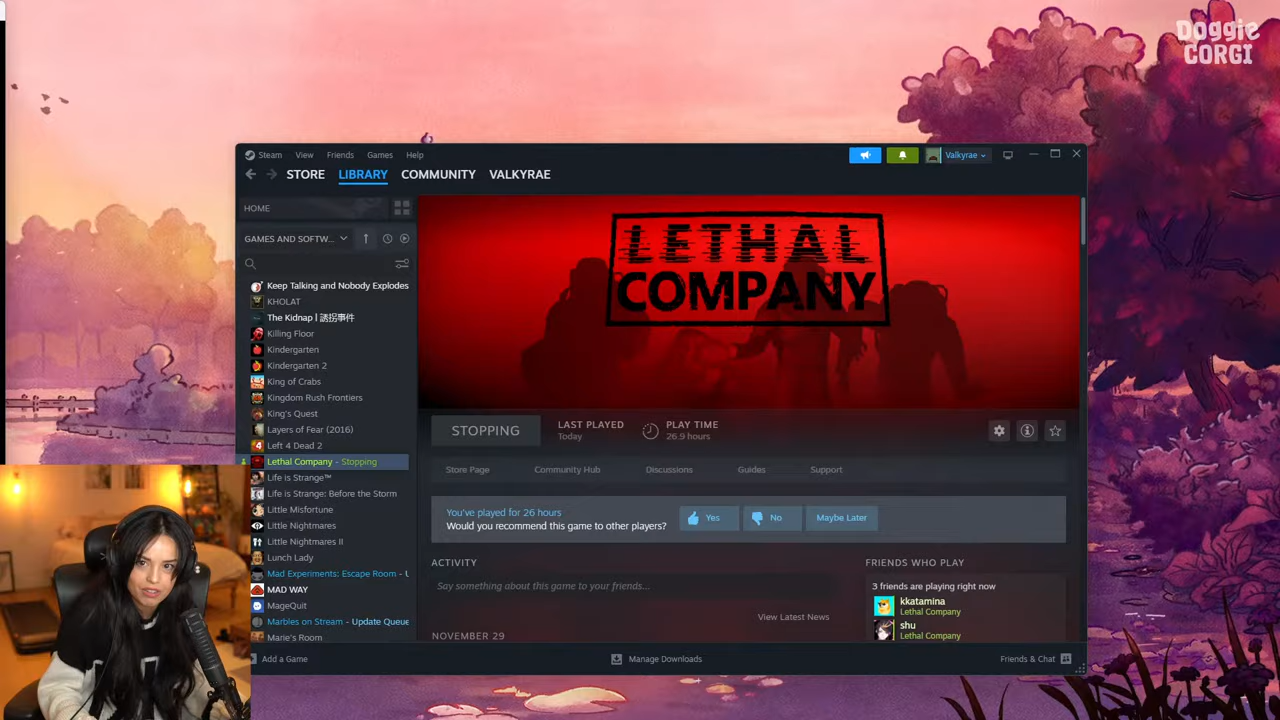 Doggie
CORGI
Steam View Friends Games Help
Valkyrae
STORE LIBRARY COMMUNITY VALKYRAE
HOME
GAMES AND SOFTW...
Keep Talking and Nobody Explodes
KHOLAT
The Kidnap | 誘拐事件
Killing Floor
Kindergarten
Kindergarten 2
King of Crabs
Kingdom Rush Frontiers
King's Quest
Layers of Fear (2016)
Left 4 Dead 2
Lethal Company - Stopping
Life is Strange™
Life is Strange: Before the Storm
Little Misfortune
Little Nightmares
Little Nightmares II
Lunch Lady
Mad Experiments: Escape Room - U
MAD WAY
MageQuit
Marbles on Stream - Update Queue
Marie's Room
Add a Game
LETHAL
COMPANY
STOPPING
LAST PLAYED
Today
PLAY TIME
26.9 hours
Store Page Community Hub Discussions Guides Support
You've played for 26 hours
Would you recommend this game to other players?
Yes No Maybe Later
ACTIVITY
Say something about this game to your friends...
View Latest News
NOVEMBER 29
FRIENDS WHO PLAY
3 friends are playing right now
kkatamina
Lethal Company
shu
Lethal Company
Manage Downloads
Friends & Chat